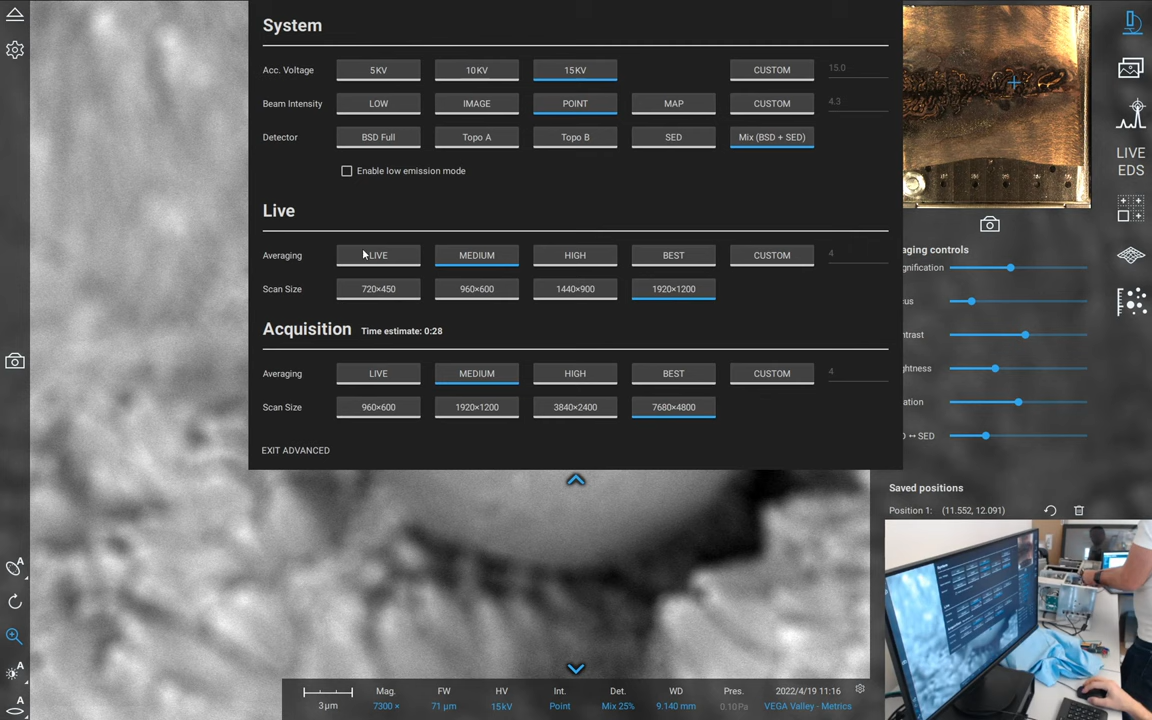 System
Acc. Voltage 5KV 10KV 15KV CUSTOM 15.0
Beam Intensity LOW IMAGE POINT MAP CUSTOM 4.3
Detector BSD Full Topo A Topo B SED Mix (BSD + SED)
Enable low emission mode
Live
Averaging LIVE MEDIUM HIGH BEST CUSTOM 4
Scan Size 720×450 960×600 1440×900 1920×1200
Acquisition Time estimate: 0:28
Averaging LIVE MEDIUM HIGH BEST CUSTOM 4
Scan Size 960×600 1920×1200 3840×2400 7680×4800
EXIT ADVANCED
LIVE
EDS
aging controls
gnification
cus
ntrast
ghtness
ation
D ↔ SED
Saved positions
Position 1: (11.552, 12.091)
A
A
A
3μm
Mag. FW HV Int. Det. WD Pres. 2022/4/19 11:16
7300 × 71 μm 15kV Point Mix 25% 9.140 mm 0.10Pa VEGA Valley - Metrics